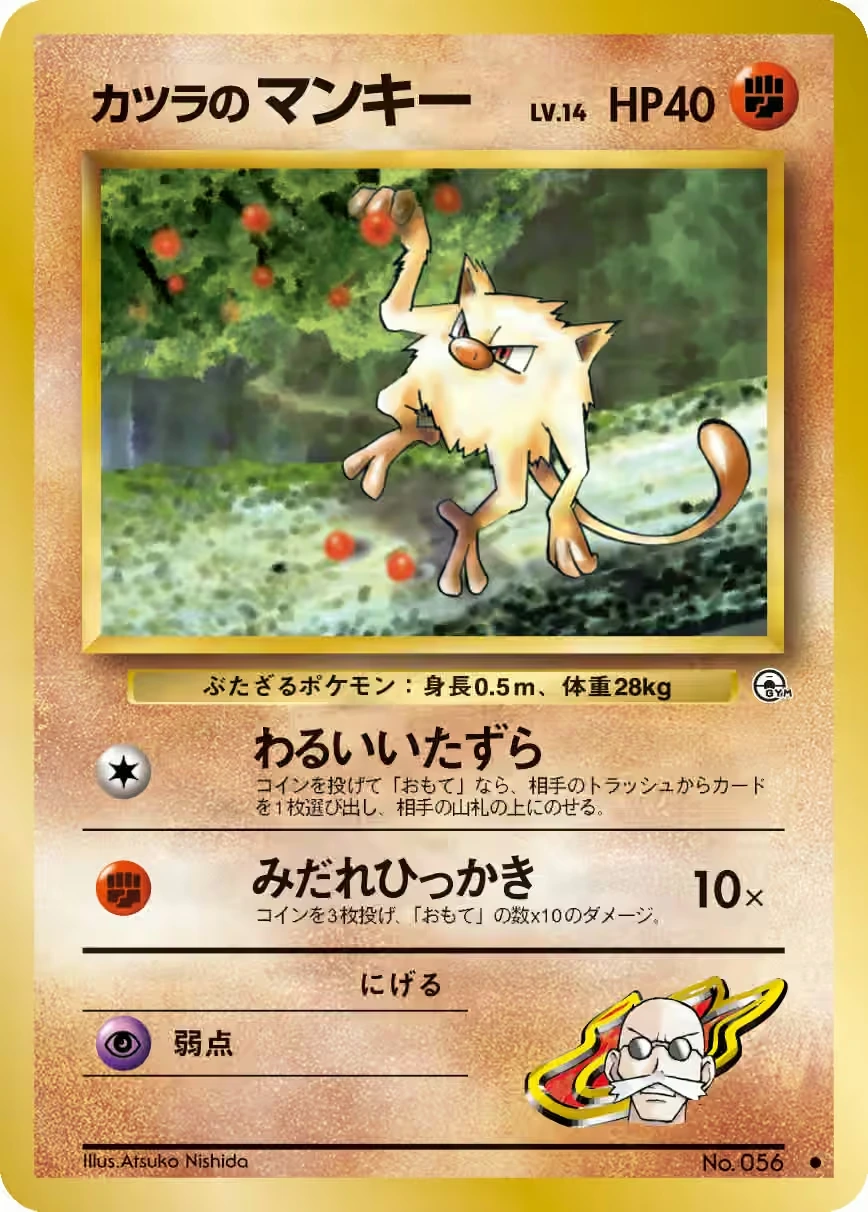 カツラのマンキー LV.14 HP40
ぶたざるポケモン：身長0.5m、体重28kg
GYM
わるいいたずら
コインを投げて「おもて」なら、相手のトラッシュからカード
を1枚選び出し、相手の山札の上にのせる。
みだれひっかき 10×
コインを3枚投げ、「おもて」の数x10のダメージ。
にげる
弱点
Illus.Atsuko Nishida No.056